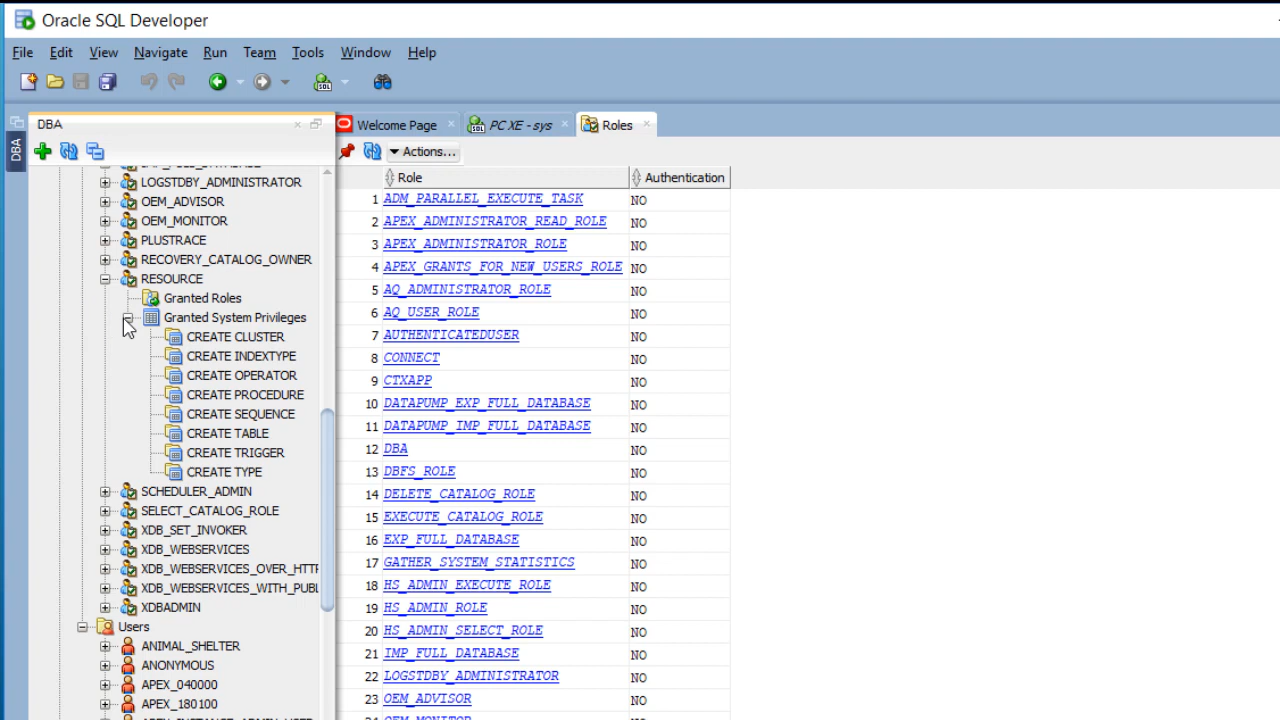 Oracle SQL Developer
File Edit View Navigate Run Team Tools Window Help
DBA
Welcome Page
PC XE - sys
Roles
DBA
Actions...
LOGSTDBY_ADMINISTRATOR
OEM_ADVISOR
OEM_MONITOR
PLUSTRACE
RECOVERY_CATALOG_OWNER
RESOURCE
Granted Roles
Granted System Privileges
CREATE CLUSTER
CREATE INDEXTYPE
CREATE OPERATOR
CREATE PROCEDURE
CREATE SEQUENCE
CREATE TABLE
CREATE TRIGGER
CREATE TYPE
SCHEDULER_ADMIN
SELECT_CATALOG_ROLE
XDB_SET_INVOKER
XDB_WEBSERVICES
XDB_WEBSERVICES_OVER_HTTP
XDB_WEBSERVICES_WITH_PUBL
XDBADMIN
Users
ANIMAL_SHELTER
ANONYMOUS
APEX_040000
APEX_180100
Role Authentication
1 ADM_PARALLEL_EXECUTE_TASK NO
2 APEX_ADMINISTRATOR_READ_ROLE NO
3 APEX_ADMINISTRATOR_ROLE NO
4 APEX_GRANTS_FOR_NEW_USERS_ROLE NO
5 AQ_ADMINISTRATOR_ROLE NO
6 AQ_USER_ROLE NO
7 AUTHENTICATEDUSER NO
8 CONNECT NO
9 CTXAPP NO
10 DATAPUMP_EXP_FULL_DATABASE NO
11 DATAPUMP_IMP_FULL_DATABASE NO
12 DBA NO
13 DBFS_ROLE NO
14 DELETE_CATALOG_ROLE NO
15 EXECUTE_CATALOG_ROLE NO
16 EXP_FULL_DATABASE NO
17 GATHER_SYSTEM_STATISTICS NO
18 HS_ADMIN_EXECUTE_ROLE NO
19 HS_ADMIN_ROLE NO
20 HS_ADMIN_SELECT_ROLE NO
21 IMP_FULL_DATABASE NO
22 LOGSTDBY_ADMINISTRATOR NO
23 OEM_ADVISOR NO